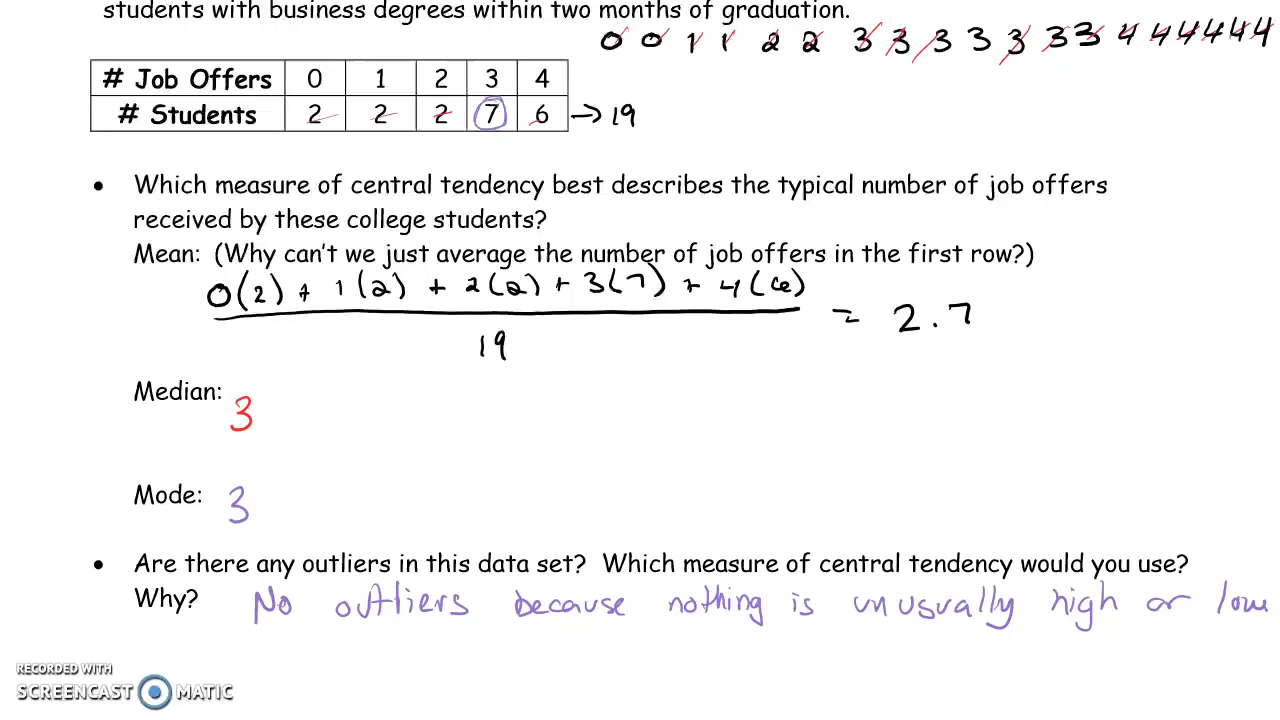 students with business degrees within two months of graduation.
0 0 1 1 2 2 3 3 3 3 3 3 3 4 4 4 4 4 4
# Job Offers 0 1 2 3 4
# Students 2 2 2 7 6 → 19
• Which measure of central tendency best describes the typical number of job offers
received by these college students?
Mean: (Why can't we just average the number of job offers in the first row?)
0(2) + 1(2) + 2(2) + 3(7) + 4(6)
= 2.7
19
Median:
3
Mode: 3
• Are there any outliers in this data set? Which measure of central tendency would you use?
Why? No outliers because nothing is unusually high or low
RECORDED WITH
SCREENCAST MATIC